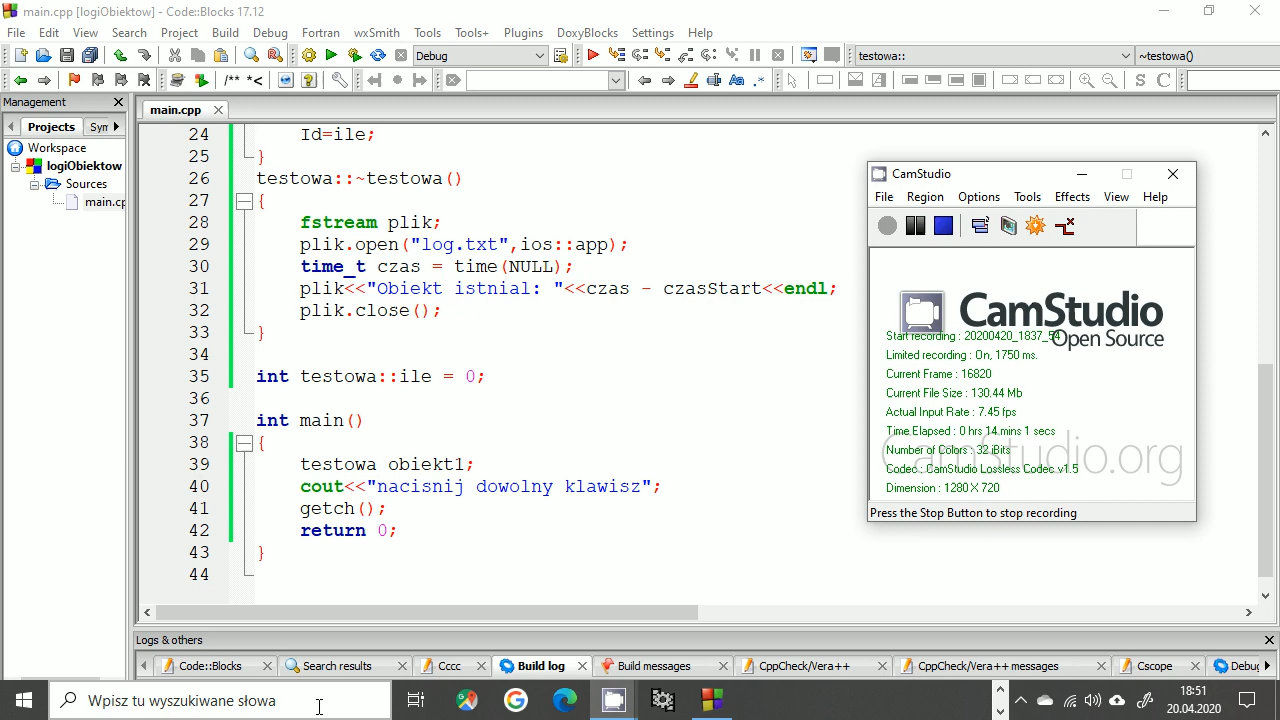 main.cpp [logiObiektow] - Code::Blocks 17.12
File Edit View Search Project Build Debug Fortran wxSmith Tools Tools+ Plugins DoxyBlocks Settings Help
Debug testowa:: ~testowa()
/** *<
Management
main.cpp
Projects
Workspace
logiObiektow
Sources
24 Id=ile;
25 }
26 testowa::~testowa()
27 {
28 fstream plik;
29 plik.open("log.txt",ios::app);
30 time_t czas = time(NULL);
31 plik<<"Obiekt istnial: "<<czas - czasStart<<endl;
32 plik.close();
33 }
34
35 int testowa::ile = 0;
36
37 int main()
38 {
39 testowa obiekt1;
40 cout<<"nacisnij dowolny klawisz";
41 getch();
42 return 0;
43 }
44
CamStudio
File Region Options Tools Effects View Help
CamStudio
Open Source
Start recording : 20200420_1837_54
Limited recording : On, 1750 ms.
Current Frame : 16820
Current File Size : 130.44 Mb
Actual Input Rate : 7.45 fps
Time Elapsed : 0 hrs 14 mins 1 secs
Number of Colors : 32 Bits
CamStudio.org
Codec : CamStudio Lossless Codec v1.5
Dimension : 1280 X 720
Press the Stop Button to stop recording
Logs & others
Code::Blocks Search results Cccc Build log Build messages CppCheck/Vera++ CppCheck/Vera++ messages Cscope
Wpisz tu wyszukiwane słowa
18:51
20.04.2020